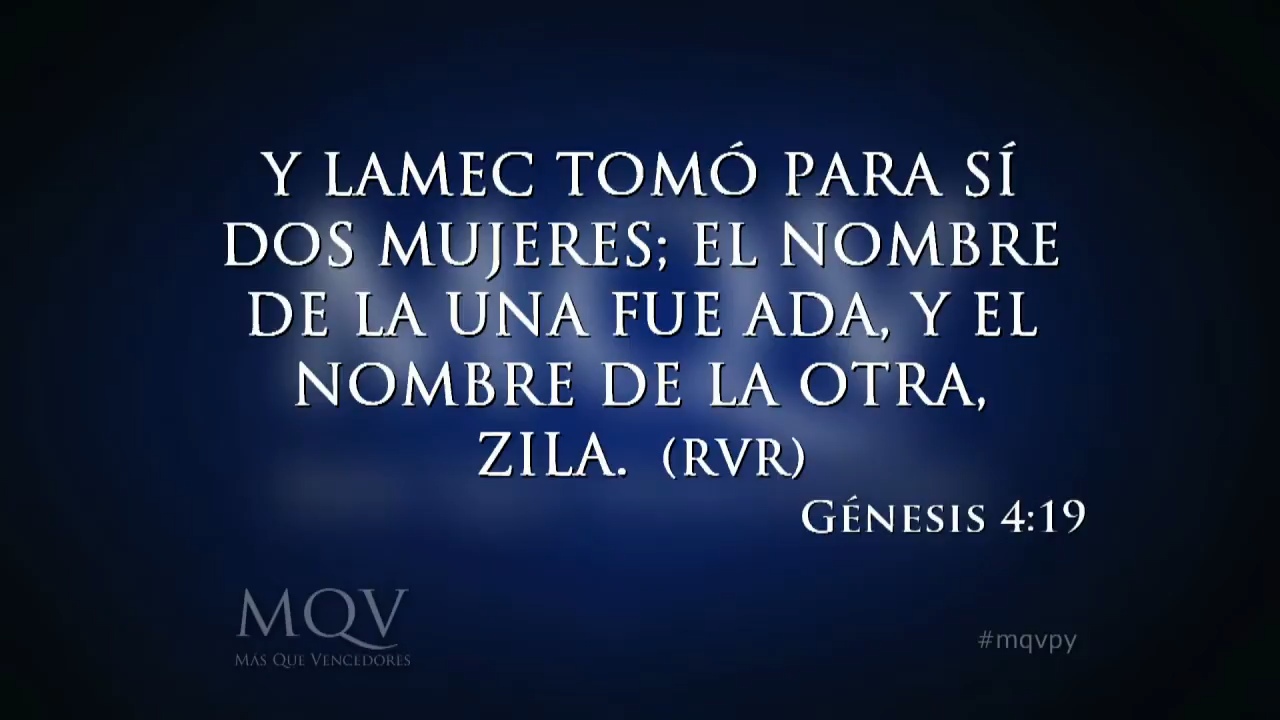 Y LAMEC TOMÓ PARA SÍ
DOS MUJERES; EL NOMBRE
DE LA UNA FUE ADA, Y EL
NOMBRE DE LA OTRA,
ZILA. (RVR)
GÉNESIS 4:19
MQV
MÁS QUE VENCEDORES
#mqvpy